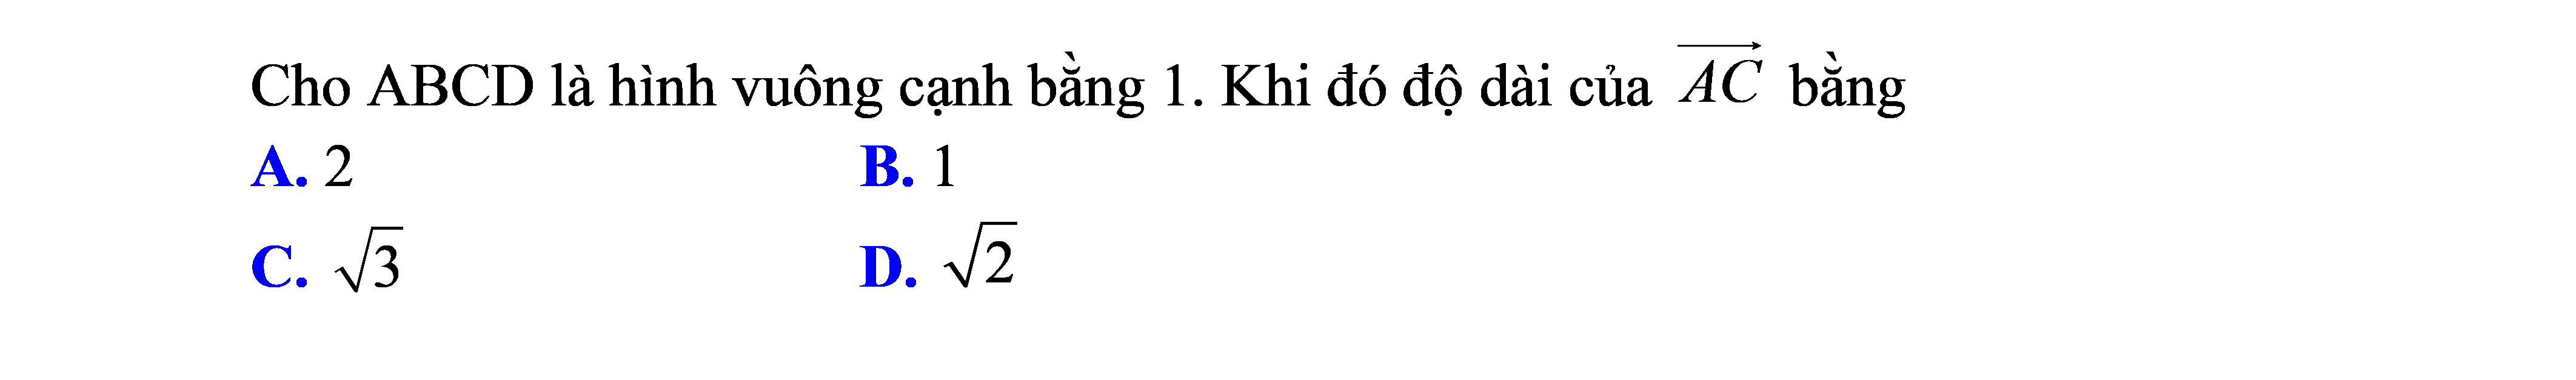 Cho ABCD là hình vuông cạnh bằng 1. Khi đó độ dài của $\overrightarrow{AC}$ bằng
A. 2 B. 1
C. $\sqrt{3}$ D. $\sqrt{2}$